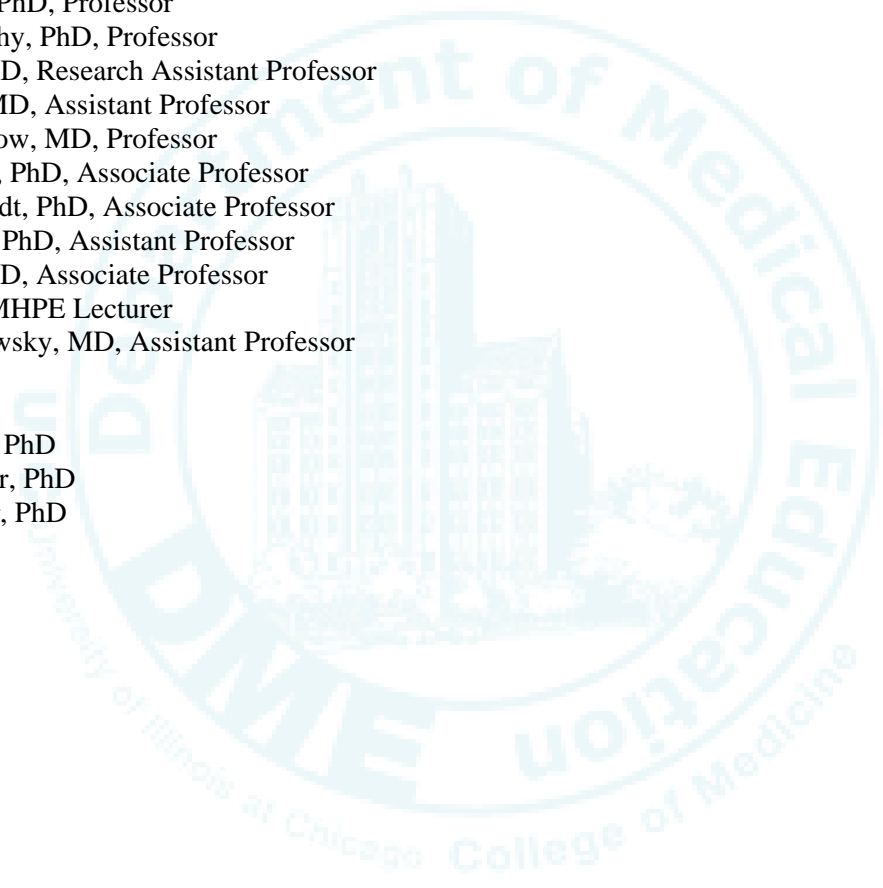 PhD, Professor
hy, PhD, Professor
D, Research Assistant Professor
MD, Assistant Professor
ow, MD, Professor
, PhD, Associate Professor
dt, PhD, Associate Professor
PhD, Assistant Professor
D, Associate Professor
MHPE Lecturer
wsky, MD, Assistant Professor
PhD
r, PhD
, PhD
Department of Medical Education
DME
University of Illinois at Chicago College of Medicine